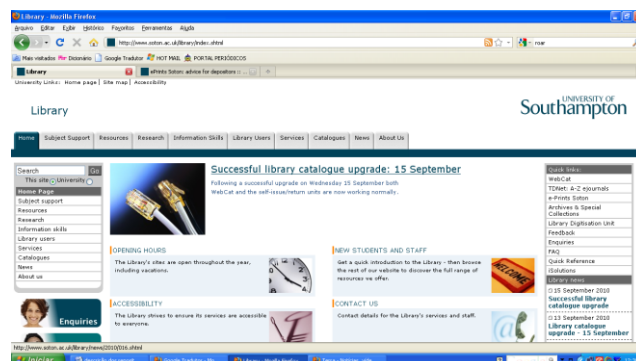 Library - Mozilla Firefox
Arquivo Editar Exibir Histórico Favoritos Ferramentas Ajuda
http://www.soton.ac.uk/library/index.shtml
roar
Mais visitados Dicionário Google Tradutor HOT MAIL PORTAL PERIÓDICOS
Library
ePrints Soton: advice for depositors ::
University Links: Home page | Site map | Accessibility
Library
UNIVERSITY OF
Southampton
Home Subject Support Resources Research Information Skills Library Users Services Catalogues News About Us
Search Go
This site University
Home Page
Subject support
Resources
Research
Information skills
Library users
Services
Catalogues
News
About us
Enquiries
Successful library catalogue upgrade: 15 September
Following a successful upgrade on Wednesday 15 September both
WebCat and the self-issue/return units are now working normally.
OPENING HOURS
The Library's sites are open throughout the year,
including vacations.
NEW STUDENTS AND STAFF
Get a quick introduction to the Library - then browse
the rest of our website to discover the full range of
resources we offer.
WELCOME
ACCESSIBILITY
The Library strives to ensure its services are accessible
to everyone.
CONTACT US
Contact details for the Library's services and staff.
Quick links:
WebCat
TDNet: A-Z ejournals
e-Prints Soton
Archives & Special
Collections
Library Digitisation Unit
Feedback
Enquiries
FAQ
Quick Reference
iSolutions
Library news
15 September 2010
Successful library
catalogue upgrade
13 September 2010
Library catalogue
upgrade - 15 September
http://www.soton.ac.uk/library/news/2010/016.shtml
Iniciar